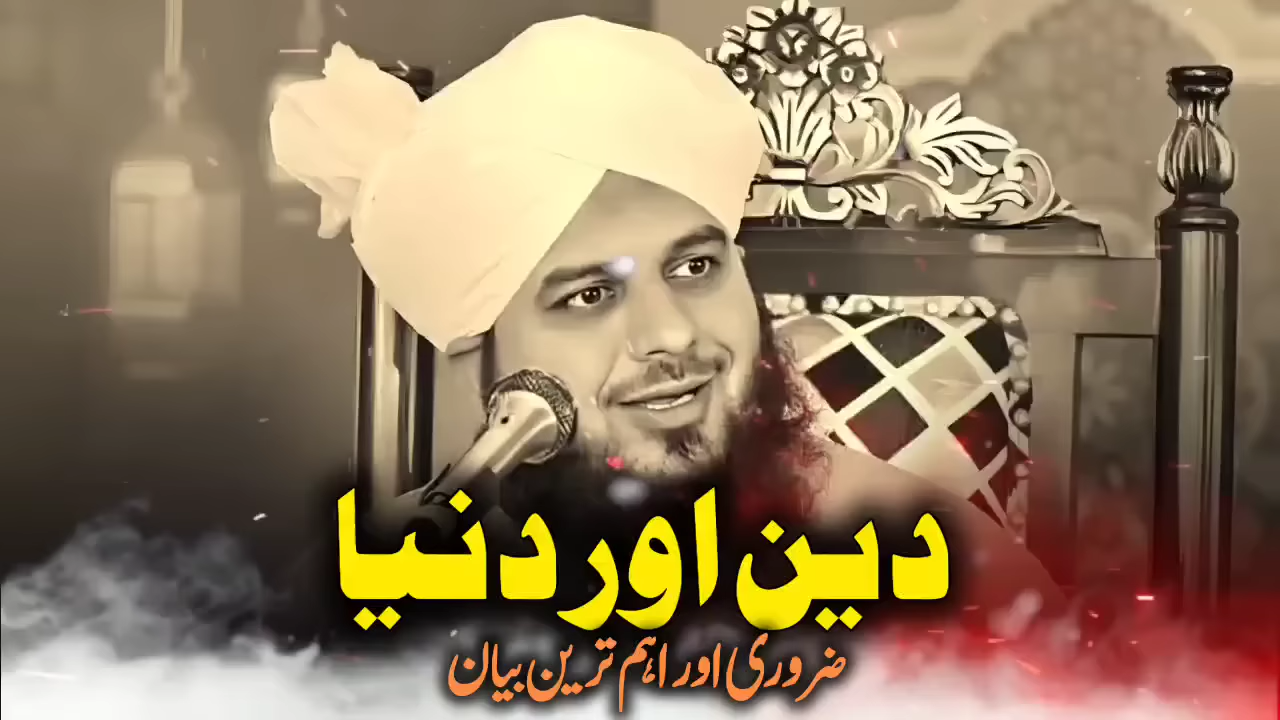 دین اور دنیا
ضروری اور اہم ترین بیان